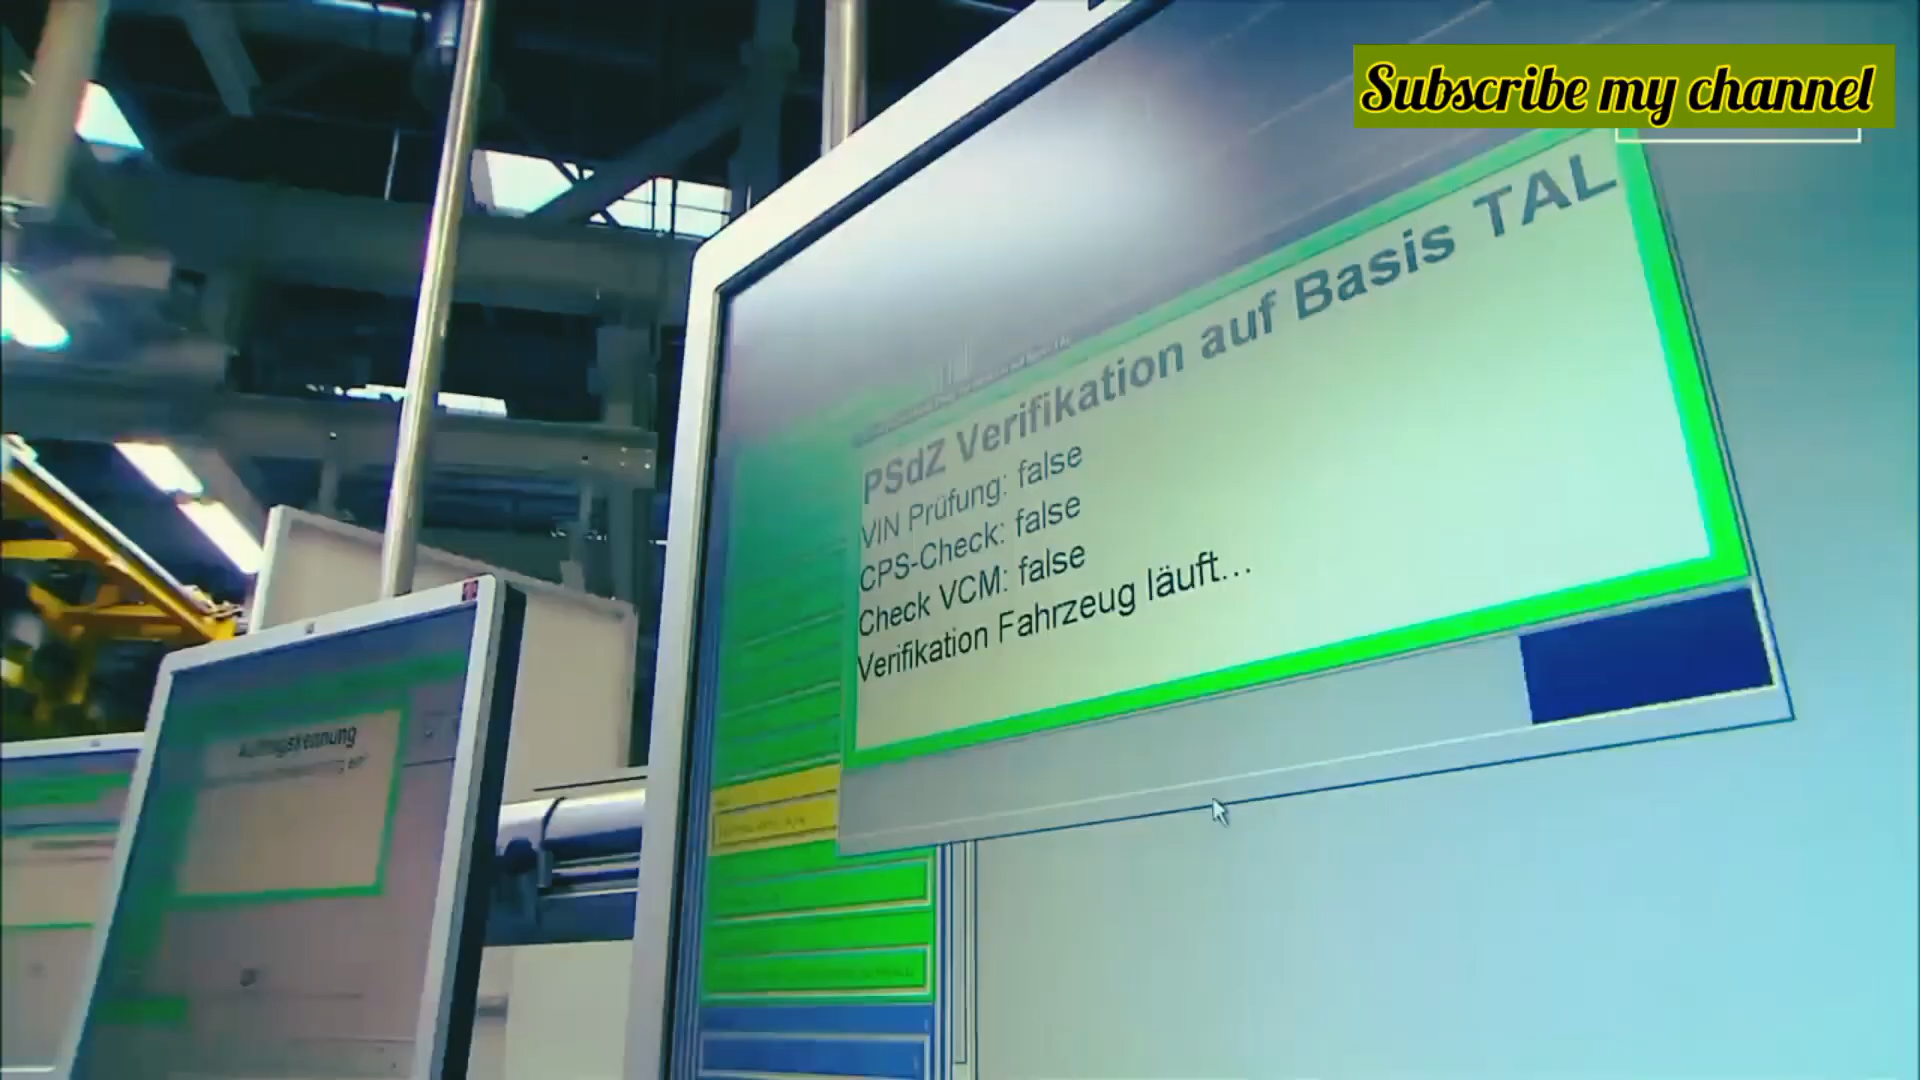 Subscribe my channel
PSdZ Verifikation auf Basis TAL
VIN Prüfung: false
CPS-Check: false
Check VCM: false
Verifikation Fahrzeug läuft...